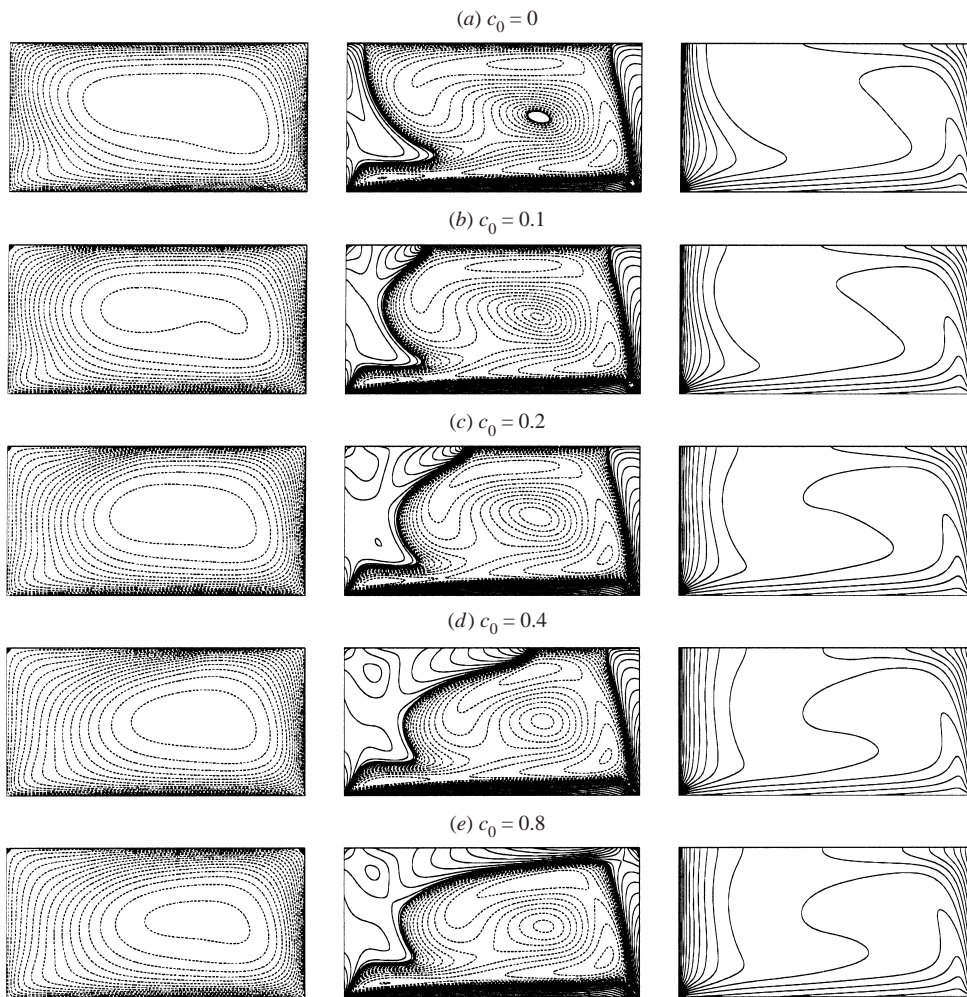 (a) c₀ = 0
(b) c₀ = 0.1
(c) c₀ = 0.2
(d) c₀ = 0.4
(e) c₀ = 0.8